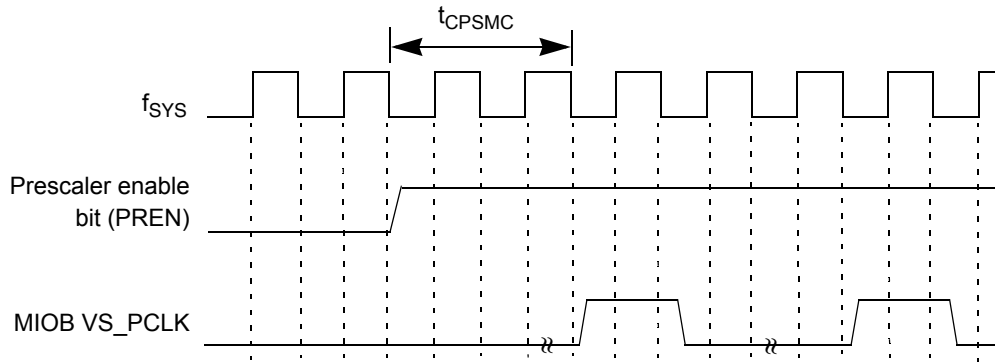 tCPSMC
fSYS
Prescaler enable
bit (PREN)
MIOB VS_PCLK